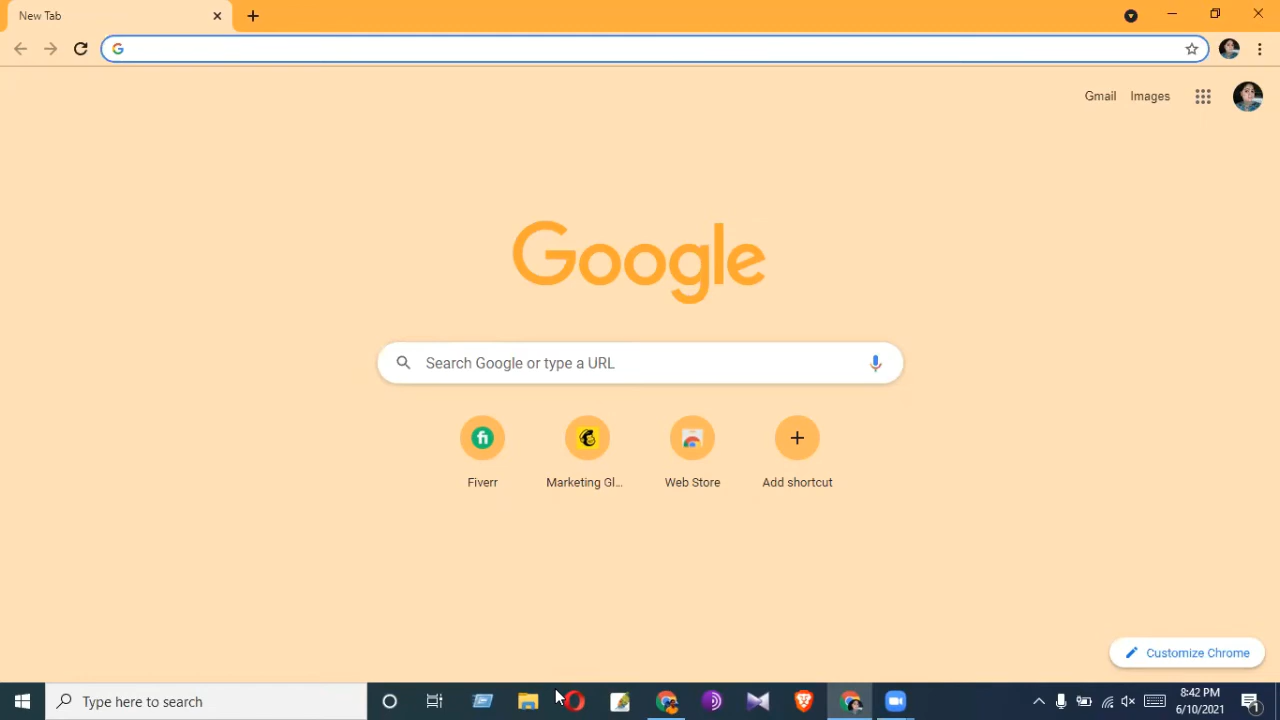 New Tab
Gmail
Images
Google
Search Google or type a URL
Fiverr
Marketing Gl...
Web Store
Add shortcut
Customize Chrome
Type here to search
8:42 PM
6/10/2021
1